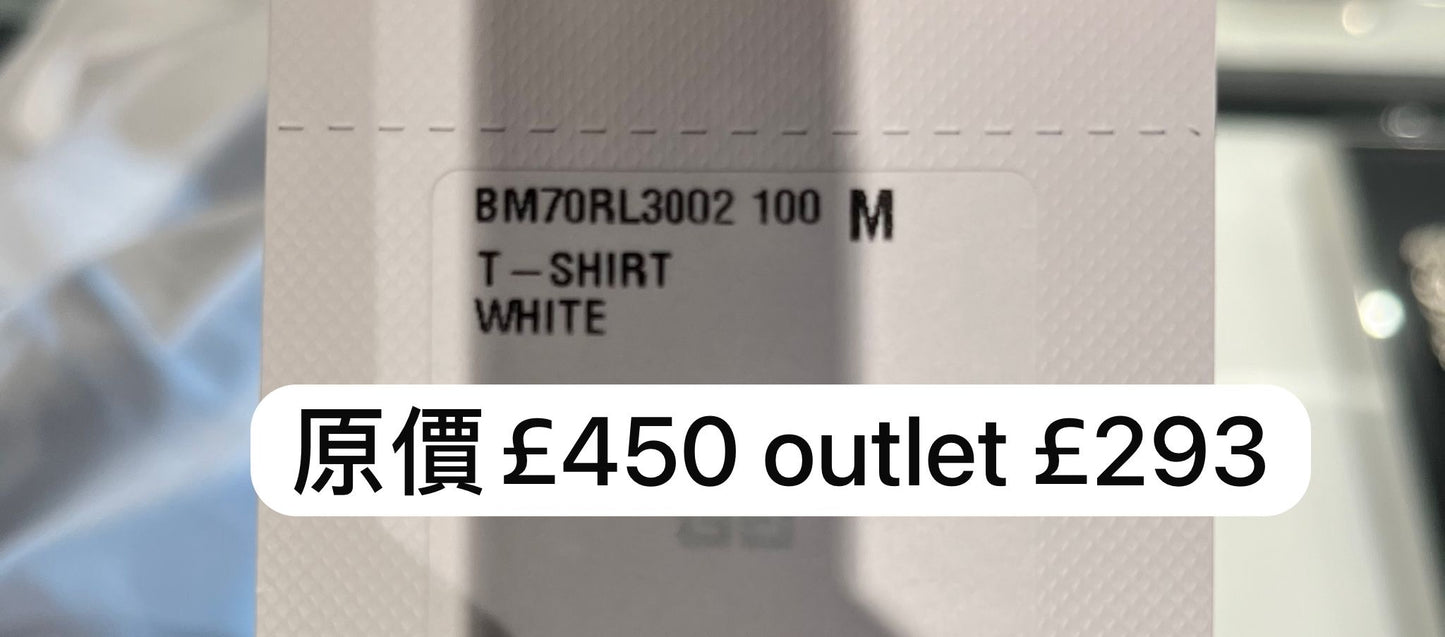 BM70RL3002 100 M
T-SHIRT
WHITE
原價£450 outlet £293